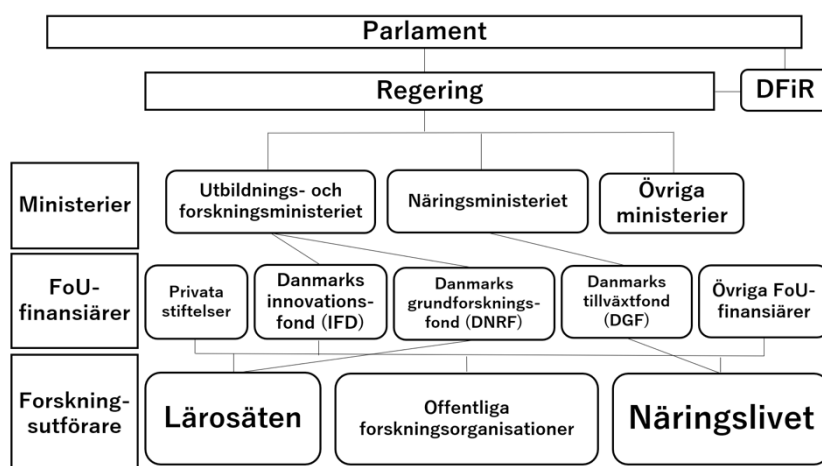 Parlament
Regering
DFiR
Ministerier
Utbildnings- och
forskningsministeriet
Näringsministeriet
Övriga
ministerier
FoU-
finansiärer
Privata
stiftelser
Danmarks
innovations-
fond (IFD)
Danmarks
grundforsknings-
fond (DNRF)
Danmarks
tillväxtfond
(DGF)
Övriga FoU-
finansiärer
Forskning-
sutförare
Lärosäten
Offentliga
forskningsorganisationer
Näringslivet